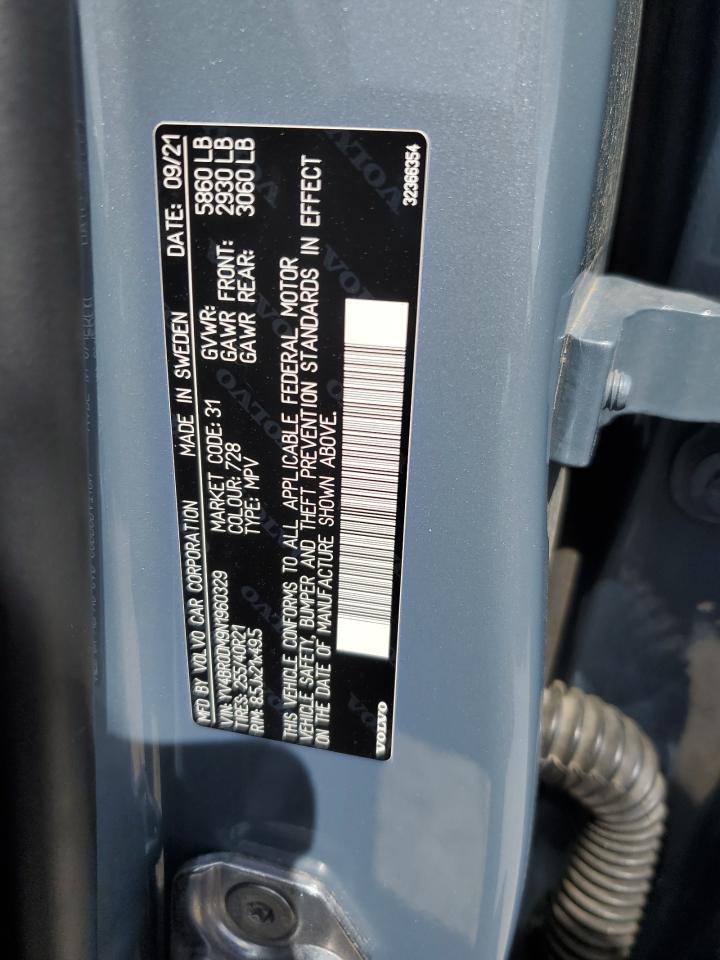 MFD BY VOLVO CAR CORPORATION MADE IN SWEDEN DATE: 09/21
VIN: YV4BR0DM9N1960329 MARKET CODE: 31 GVWR: 5860 LB
TIRES: 255/40R21 COLOUR: 728 GAWR FRONT: 2930 LB
RIM: 8.5Jx21x49.5 TYPE: MPV GAWR REAR: 3060 LB
THIS VEHICLE CONFORMS TO ALL APPLICABLE FEDERAL MOTOR
VEHICLE SAFETY, BUMPER AND THEFT PREVENTION STANDARDS IN EFFECT
ON THE DATE OF MANUFACTURE SHOWN ABOVE.
VOLVO 32366354